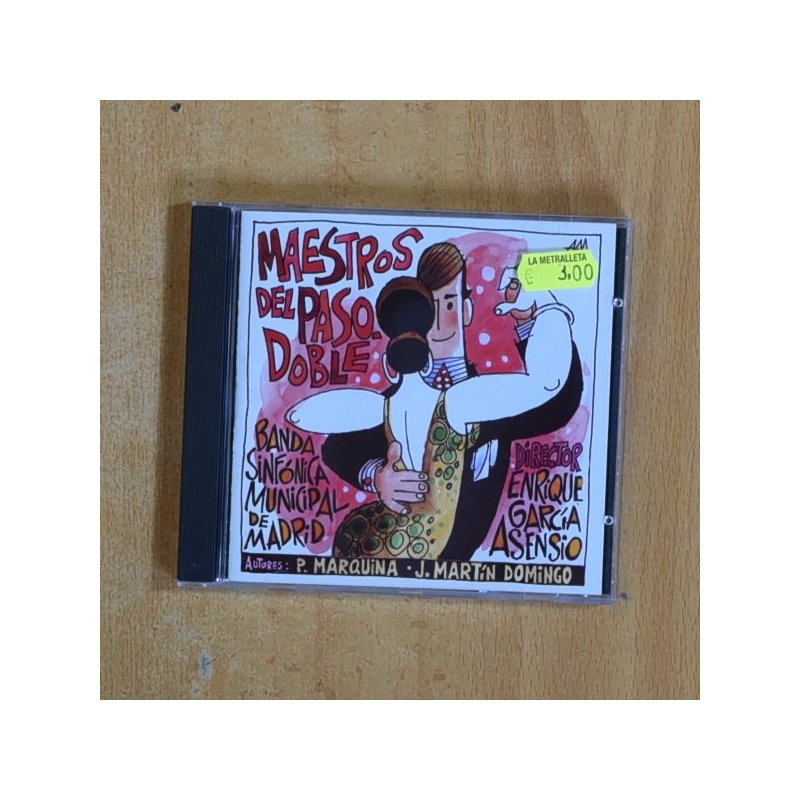 MAESTROS
DEL PASO-
DOBLE
AM
LA METRALLETA
€ 3,00
BANDA
SINFÓNICA
MUNICIPAL
DE
MADRID
DIRECTOR
ENRIQUE
GARCÍA
ASENSIO
AUTORES: P. MARQUINA · J. MARTÍN DOMINGO